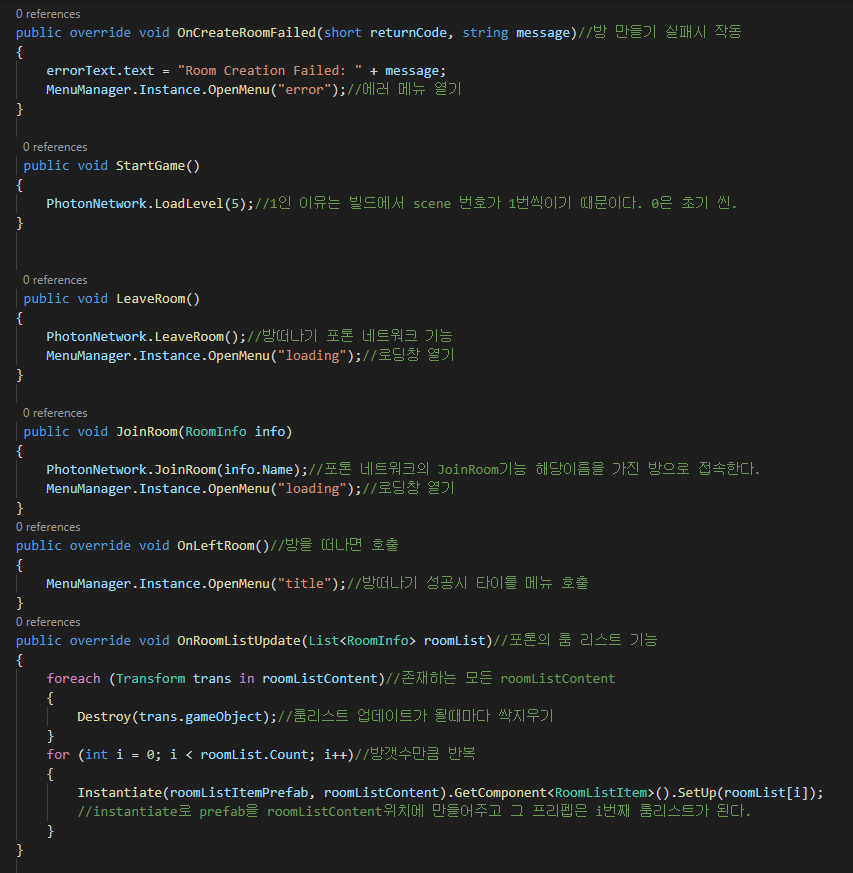 0 references
public override void OnCreateRoomFailed(short returnCode, string message)//방 만들기 실패시 작동
{
errorText.text = "Room Creation Failed: " + message;
MenuManager.Instance.OpenMenu("error");//에러 메뉴 열기
}
0 references
public void StartGame()
{
PhotonNetwork.LoadLevel(5);//1인 이유는 빌드에서 scene 번호가 1번씩이기 때문이다. 0은 초기 씬.
}
0 references
public void LeaveRoom()
{
PhotonNetwork.LeaveRoom();//방떠나기 포톤 네트워크 기능
MenuManager.Instance.OpenMenu("loading");//로딩창 열기
}
0 references
public void JoinRoom(RoomInfo info)
{
PhotonNetwork.JoinRoom(info.Name);//포톤 네트워크의 JoinRoom기능 해당이름을 가진 방으로 접속한다.
MenuManager.Instance.OpenMenu("loading");//로딩창 열기
}
0 references
public override void OnLeftRoom()//방을 떠나면 호출
{
MenuManager.Instance.OpenMenu("title");//방떠나기 성공시 타이틀 메뉴 호출
}
0 references
public override void OnRoomListUpdate(List<RoomInfo> roomList)//포톤의 룸 리스트 기능
{
foreach (Transform trans in roomListContent)//존재하는 모든 roomListContent
{
Destroy(trans.gameObject);//룸리스트 업데이트가 될때마다 싹지우기
}
for (int i = 0; i < roomList.Count; i++)//방갯수만큼 반복
{
Instantiate(roomListItemPrefab, roomListContent).GetComponent<RoomListItem>().SetUp(roomList[i]);
//instantiate로 prefab을 roomListContent위치에 만들어주고 그 프리펩은 i번째 룸리스트가 된다.
}
}